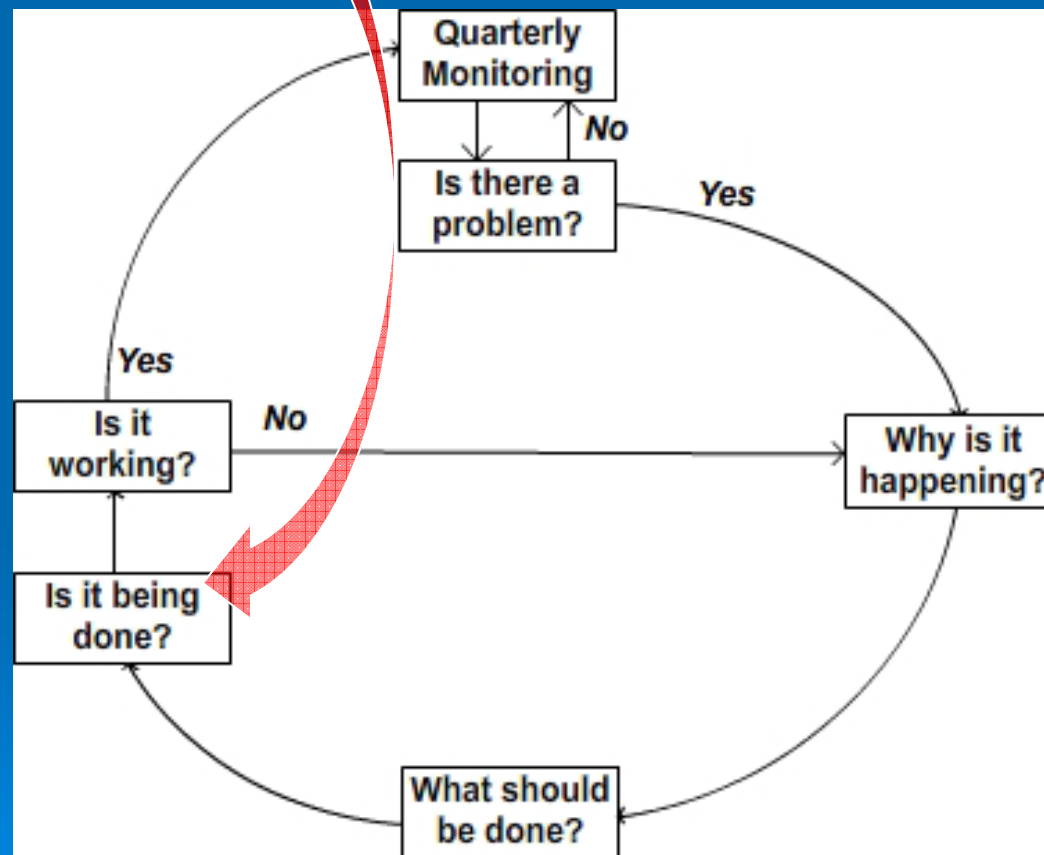 Quarterly
Monitoring
No
Is there a
problem?
Yes
Yes
Is it
working?
No
Why is it
happening?
Is it being
done?
What should
be done?